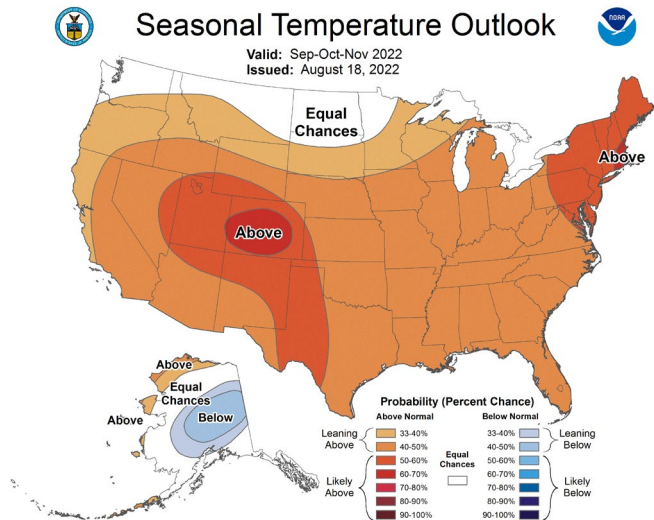 Seasonal Temperature Outlook
Valid: Sep-Oct-Nov 2022
Issued: August 18, 2022
NOAA
Equal
Chances
Above
Above
Above
Equal
Chances
Above
Below
Probability (Percent Chance)
Above Normal
Below Normal
Leaning
Above
33-40%
40-50%
Likely
Above
50-60%
60-70%
70-80%
80-90%
90-100%
Equal
Chances
33-40%
40-50%
Leaning
Below
50-60%
60-70%
70-80%
80-90%
90-100%
Likely
Below